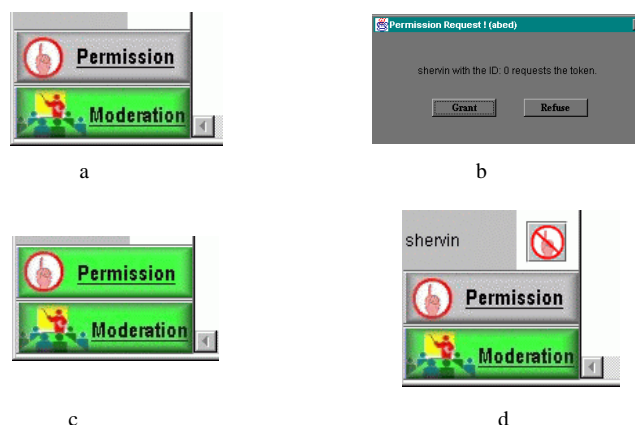 Permission
Moderation
a
Permission Request ! (abed)
shervin with the ID: 0 requests the token.
Grant Refuse
b
Permission
Moderation
c
shervin
Permission
Moderation
d